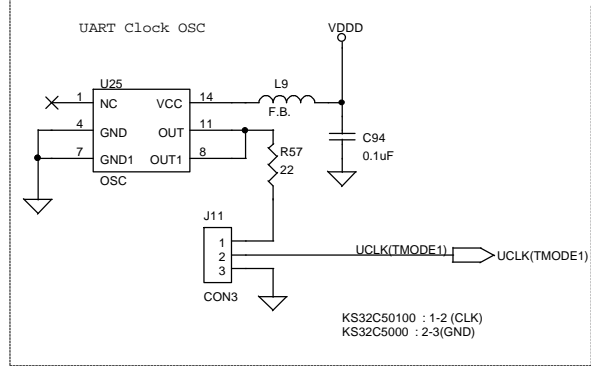 UART Clock OSC
VDDD
U25
L9
1 NC VCC 14
F.B.
4 GND OUT 11
C94
0.1uF
7 GND1 OUT1 8
R57
22
OSC
J11
1
2
3
UCLK(TMODE1)
UCLK(TMODE1)
CON3
KS32C50100 : 1-2 (CLK)
KS32C5000 : 2-3(GND)